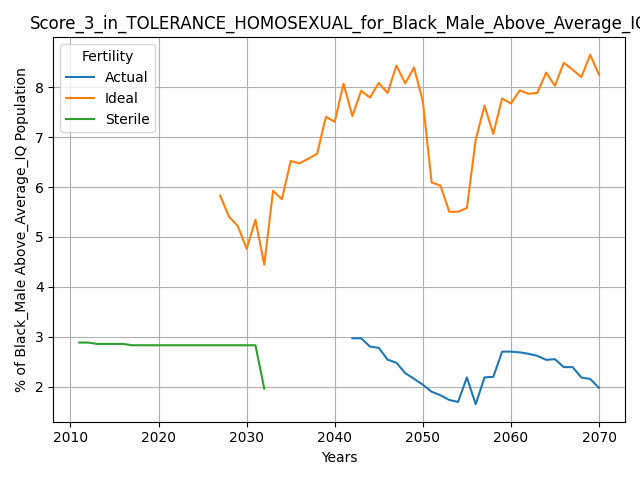 Score_3_in_TOLERANCE_HOMOSEXUAL_for_Black_Male_Above_Average_IQ
Fertility
Actual
Ideal
Sterile
% of Black_Male Above_Average_IQ Population
8
7
6
5
4
3
2
2010 2020 2030 2040 2050 2060 2070
Years